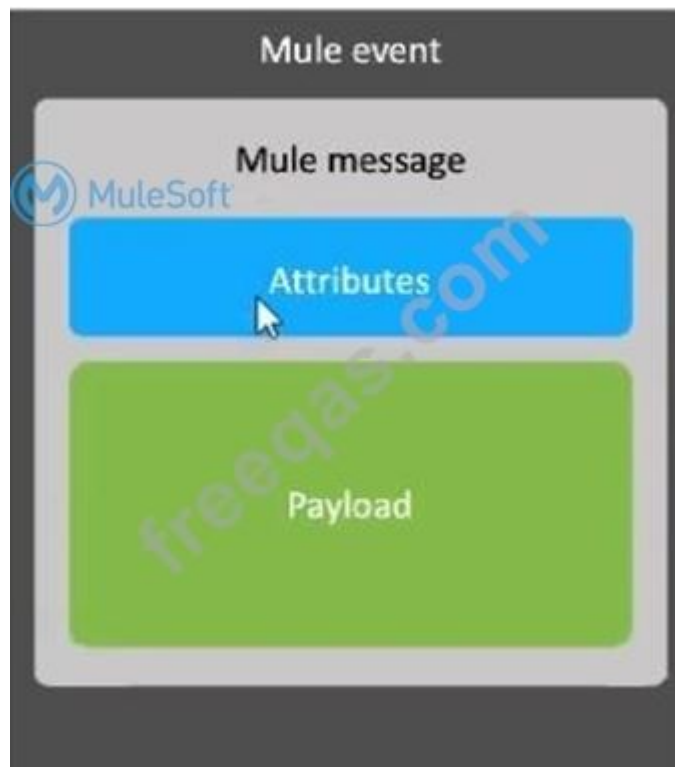 Mule event
Mule message
MuleSoft
Attributes
freeqas.com
Payload